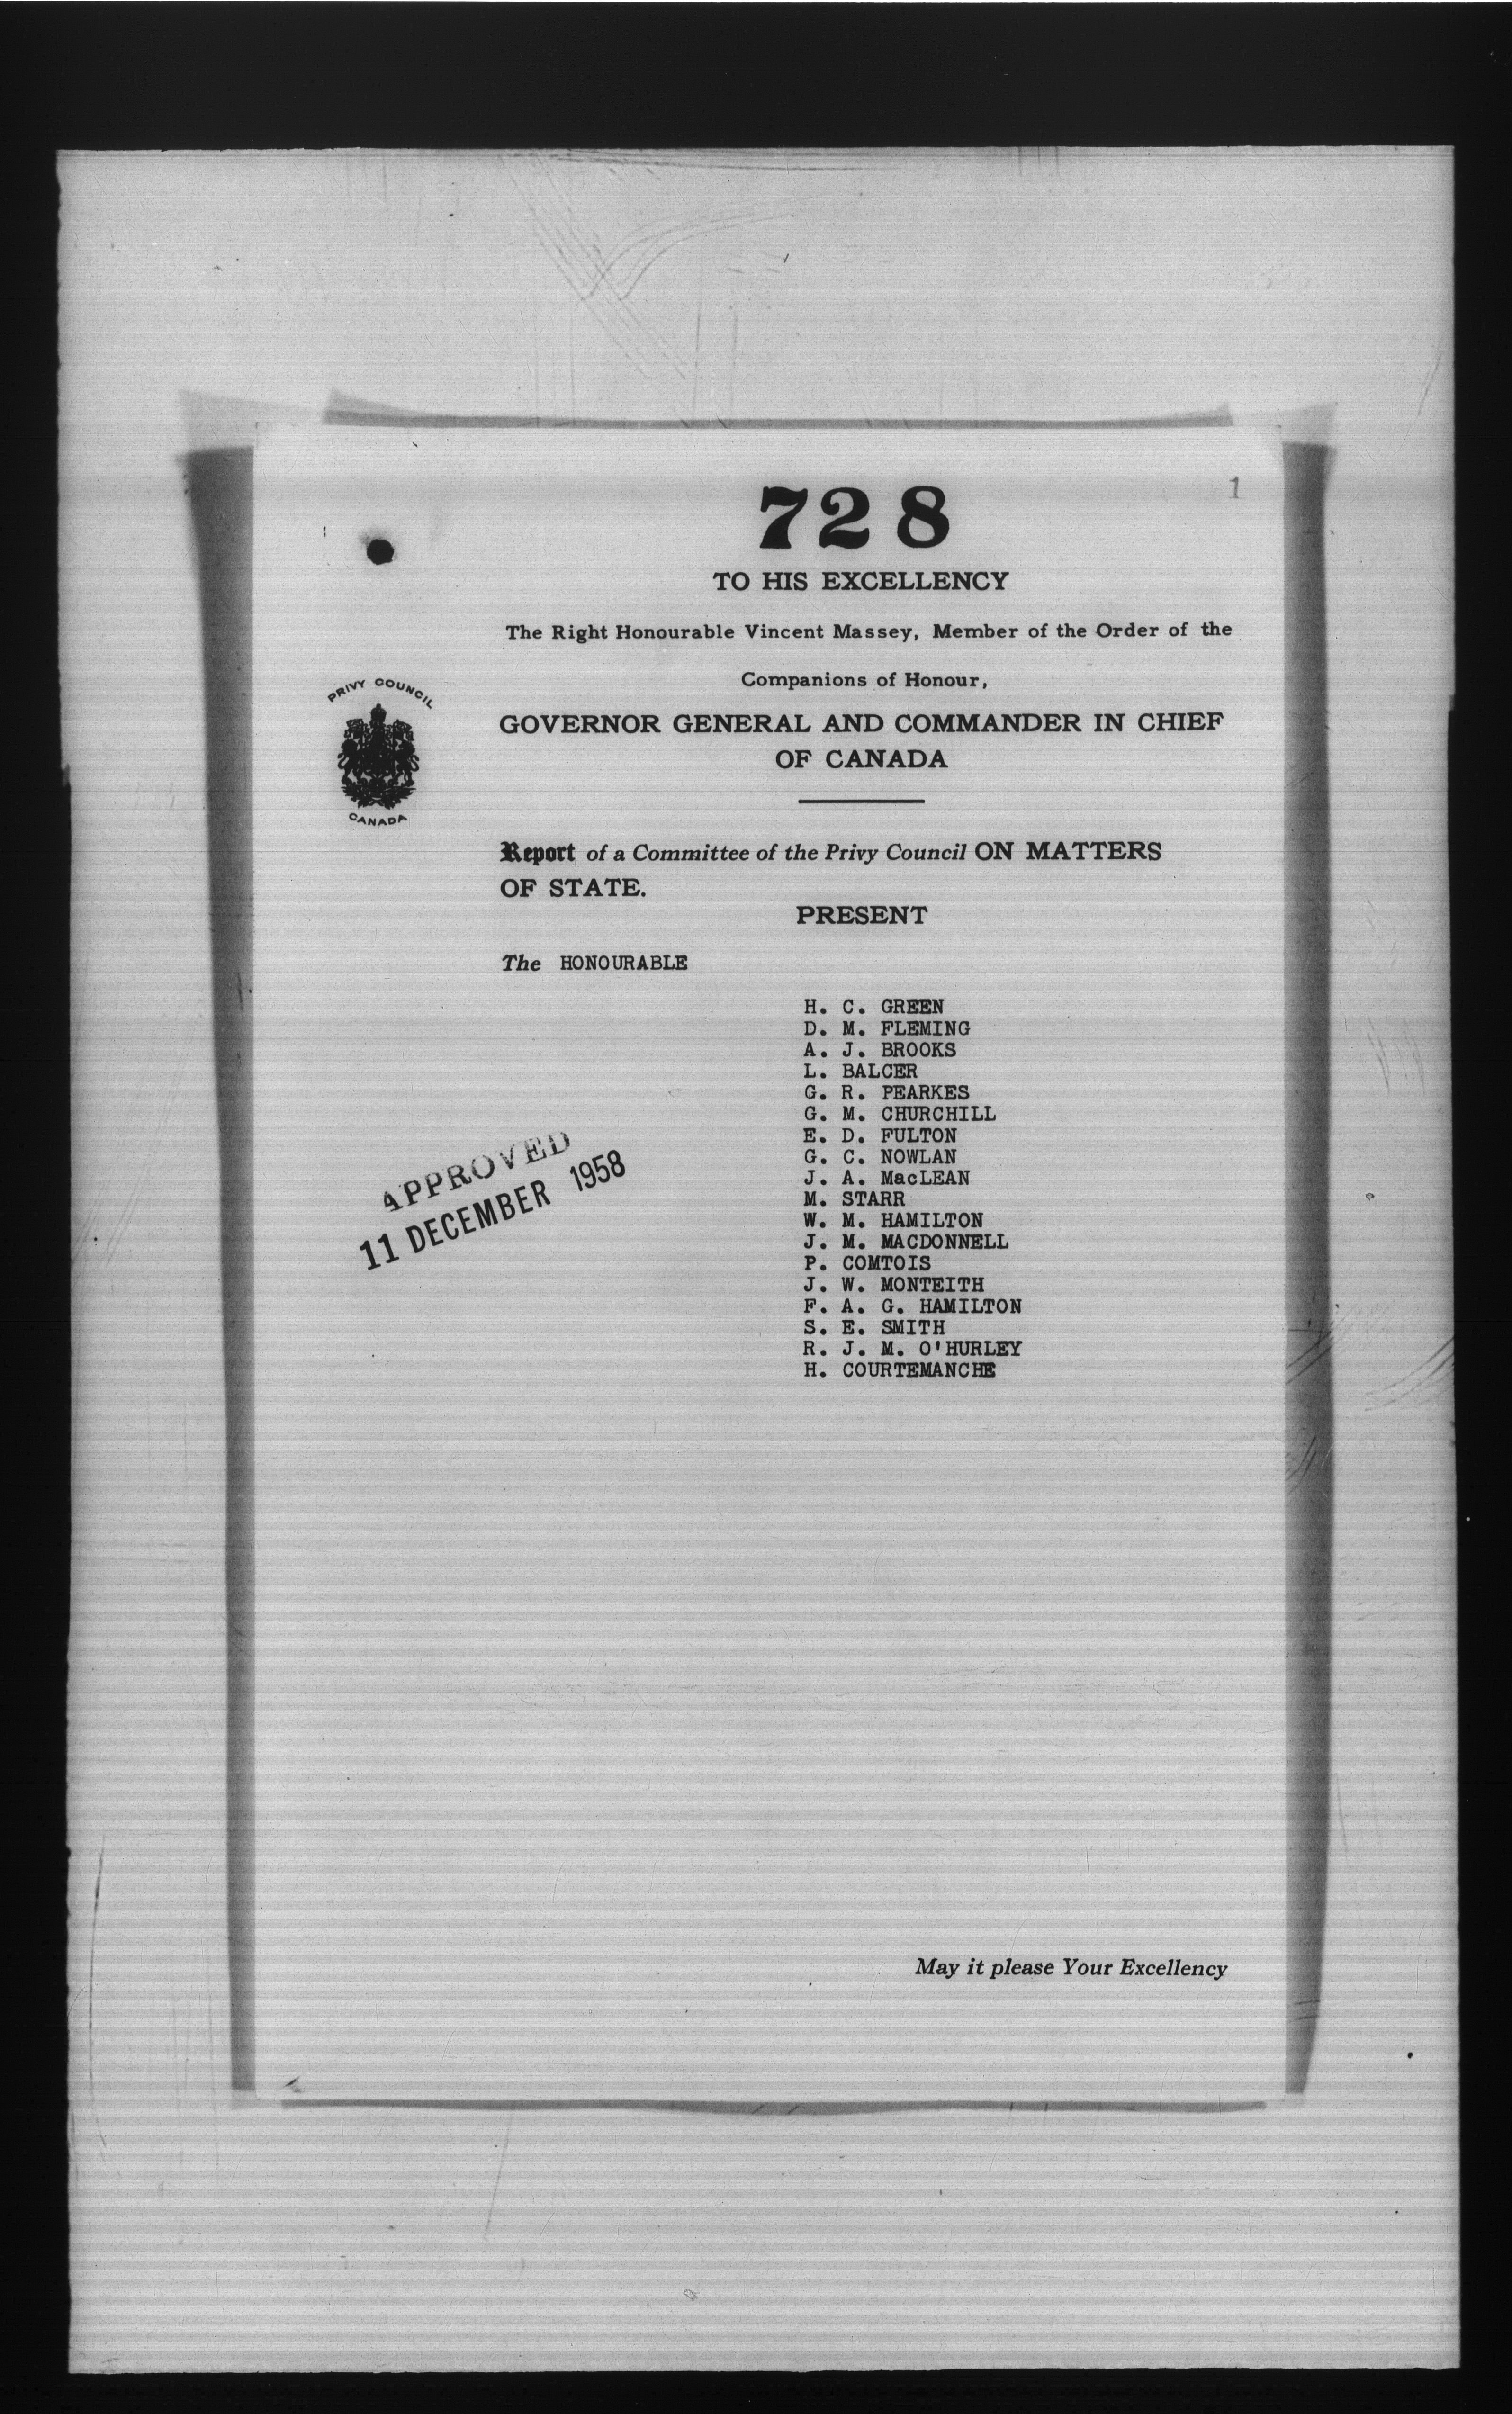 728
1
TO HIS EXCELLENCY
The Right Honourable Vincent Massey, Member of the Order of the
Companions of Honour,
PRIVY COUNCIL
CANADA
GOVERNOR GENERAL AND COMMANDER IN CHIEF
OF CANADA
Report of a Committee of the Privy Council ON MATTERS
OF STATE.
PRESENT
The HONOURABLE
H. C. GREEN
D. M. FLEMING
A. J. BROOKS
L. BALCER
G. R. PEARKES
G. M. CHURCHILL
E. D. FULTON
G. C. NOWLAN
J. A. MacLEAN
M. STARR
W. M. HAMILTON
J. M. MACDONNELL
P. COMTOIS
J. W. MONTEITH
F. A. G. HAMILTON
S. E. SMITH
R. J. M. O'HURLEY
H. COURTEMANCHE
APPROVED
11 DECEMBER 1958
May it please Your Excellency